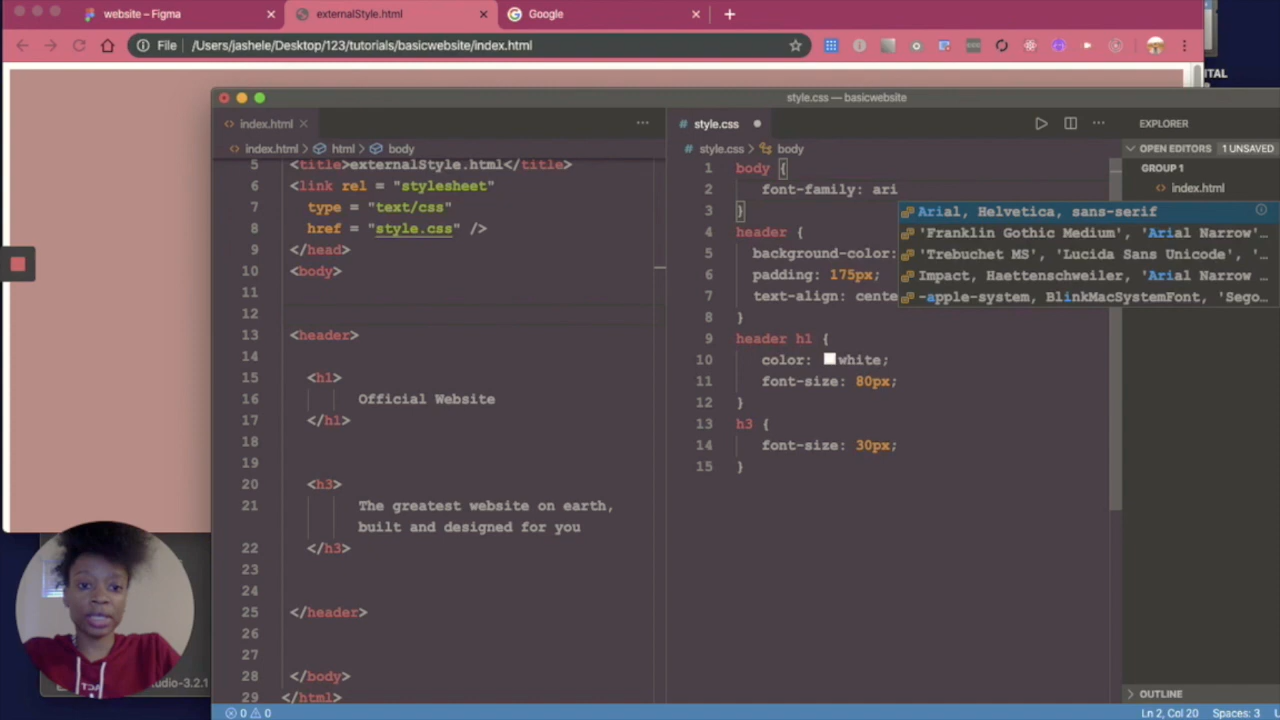 website – Figma
externalStyle.html
Google
File
/Users/jashele/Desktop/123/tutorials/basicwebsite/index.html
ITAL
style.css — basicwebsite
index.html
index.html > html > body
5 <title>externalStyle.html</title>
6 <link rel = "stylesheet"
7 type = "text/css"
8 href = "style.css" />
9 </head>
10 <body>
11
12
13 <header>
14
15 <h1>
16 Official Website
17 </h1>
18
19
20 <h3>
21 The greatest website on earth,
built and designed for you
22 </h3>
23
24
25 </header>
26
27
28 </body>
29 </html>
style.css
style.css > body
1 body {
2 font-family: ari
3 }
4 header {
5 background-color:
6 padding: 175px;
7 text-align: cente
8 }
9 header h1 {
10 color: white;
11 font-size: 80px;
12 }
13 h3 {
14 font-size: 30px;
15 }
Arial, Helvetica, sans-serif
'Franklin Gothic Medium', 'Arial Narrow'…
'Trebuchet MS', 'Lucida Sans Unicode', '…
Impact, Haettenschweiler, 'Arial Narrow …
-apple-system, BlinkMacSystemFont, 'Sego…
EXPLORER
OPEN EDITORS 1 UNSAVED
GROUP 1
index.html
OUTLINE
udio-3.2.1
0 0
Ln 2, Col 20 Spaces: 3